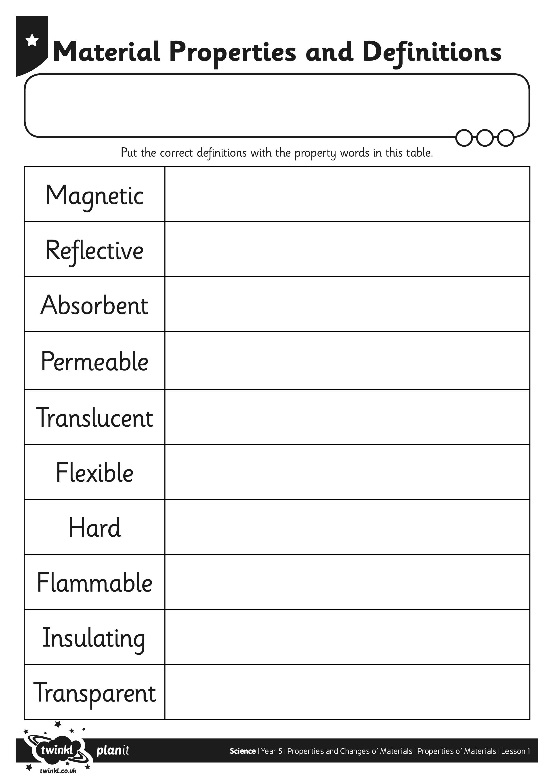 Material Properties and Definitions
Put the correct definitions with the property words in this table.
Magnetic
Reflective
Absorbent
Permeable
Translucent
Flexible
Hard
Flammable
Insulating
Transparent
twinkl planit
twinkl.co.uk
Science | Year 5 | Properties and Changes of Materials | Properties of Materials | Lesson 1